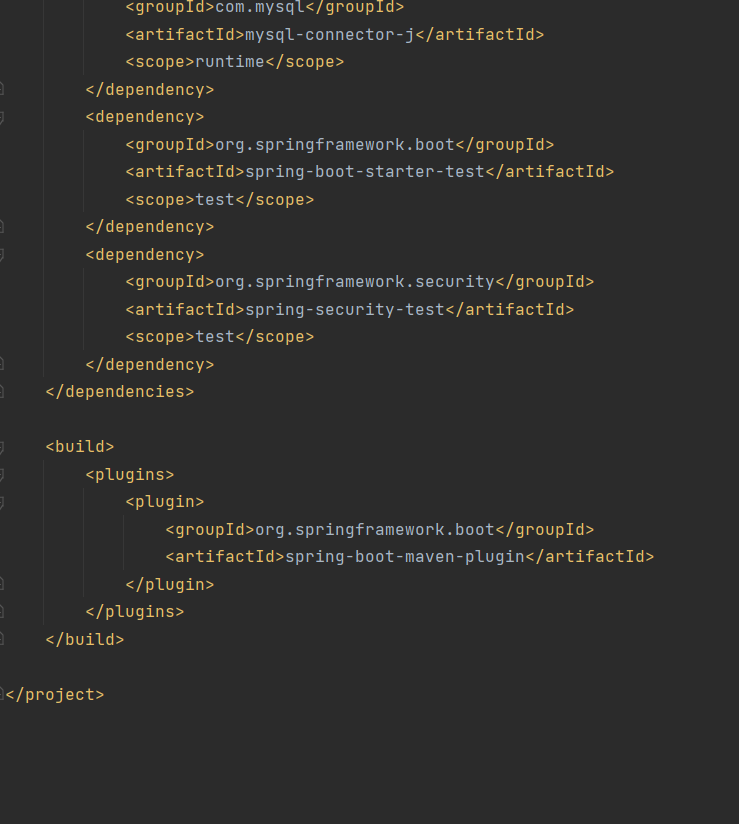 <groupId>com.mysql</groupId>
<artifactId>mysql-connector-j</artifactId>
<scope>runtime</scope>
</dependency>
<dependency>
<groupId>org.springframework.boot</groupId>
<artifactId>spring-boot-starter-test</artifactId>
<scope>test</scope>
</dependency>
<dependency>
<groupId>org.springframework.security</groupId>
<artifactId>spring-security-test</artifactId>
<scope>test</scope>
</dependency>
</dependencies>
<build>
<plugins>
<plugin>
<groupId>org.springframework.boot</groupId>
<artifactId>spring-boot-maven-plugin</artifactId>
</plugin>
</plugins>
</build>
</project>